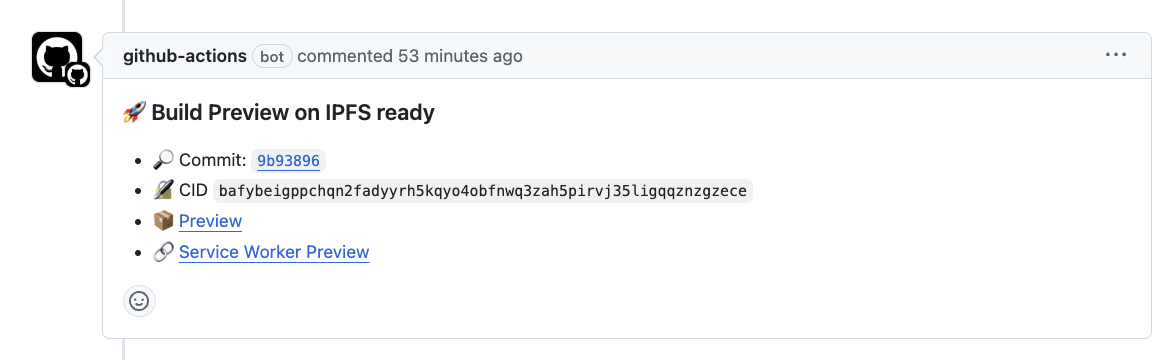 github-actions bot commented 53 minutes ago
🚀 Build Preview on IPFS ready
🔎 Commit: 9b93896
CID bafybeigppchqn2fadyyrh5kqyo4obfnwq3zah5pirvj35ligqqznzgzece
📦 Preview
🔗 Service Worker Preview